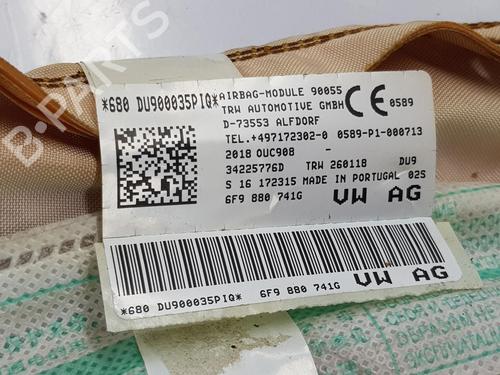 B-PARTS
*680 DU900035PIQ*
AIRBAG-MODULE 90055
TRW AUTOMOTIVE GMBH
CE 0589
D-73553 ALFDORF
TEL.+497172302-0 0589-P1-000713
2018 OUC908 -
34225776D TRW 260118 DU9
S 16 172315 MADE IN PORTUGAL 02S
6F9 880 741G VW AG
*680 DU900035PIQ* 6F9 880 741G VW AG